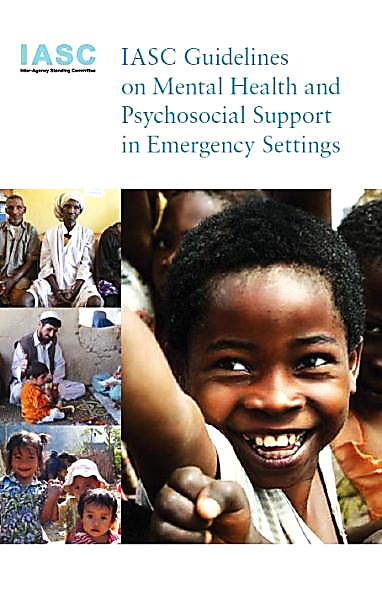 IASC
Inter-Agency Standing Committee
IASC Guidelines
on Mental Health and
Psychosocial Support
in Emergency Settings